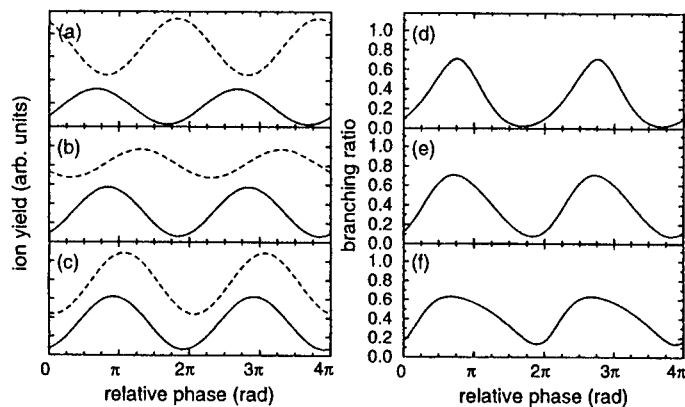 (a)
(b)
(c)
ion yield (arb. units)
0 π 2π 3π 4π
relative phase (rad)
(d)
1.0
0.8
0.6
0.4
0.2
0.0
(e)
1.0
0.8
0.6
0.4
0.2
0.0
(f)
1.0
0.8
0.6
0.4
0.2
0.0
branching ratio
0 π 2π 3π 4π
relative phase (rad)